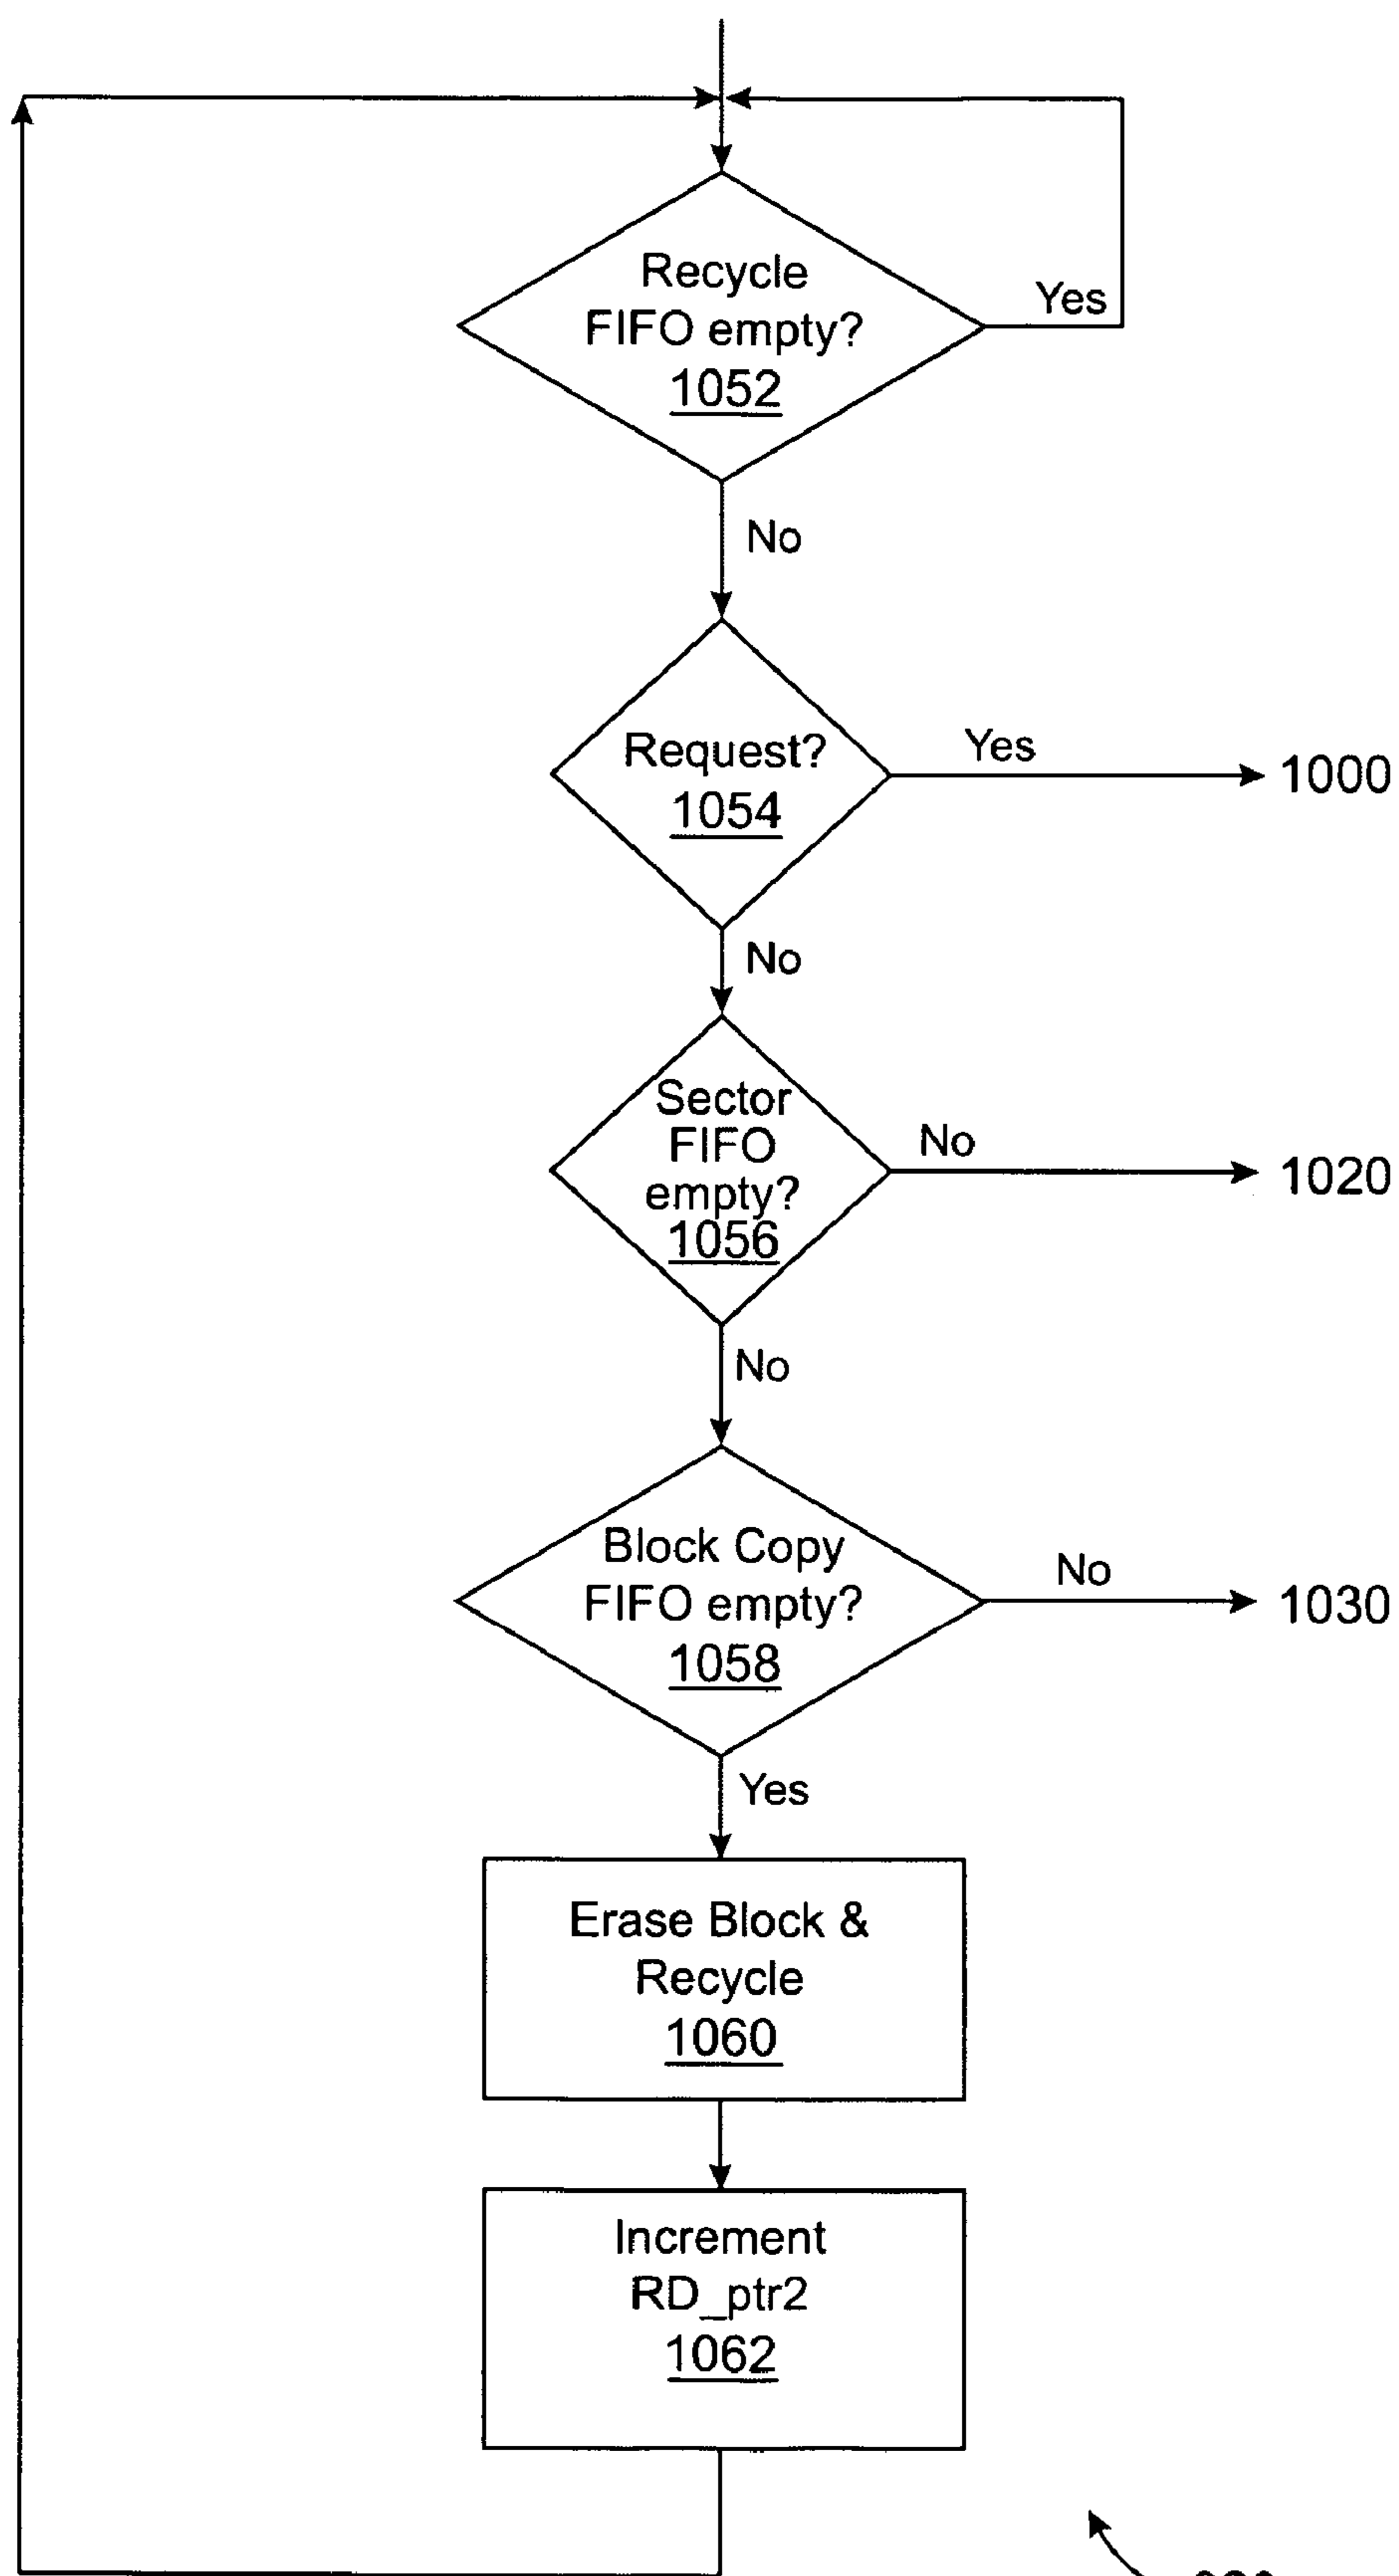 Recycle
FIFO empty?
1052
Yes
No
Request?
1054
Yes
1000
No
Sector
FIFO
empty?
1056
No
1020
No
Block Copy
FIFO empty?
1058
No
1030
Yes
Erase Block &
Recycle
1060
Increment
RD_ptr2
1062